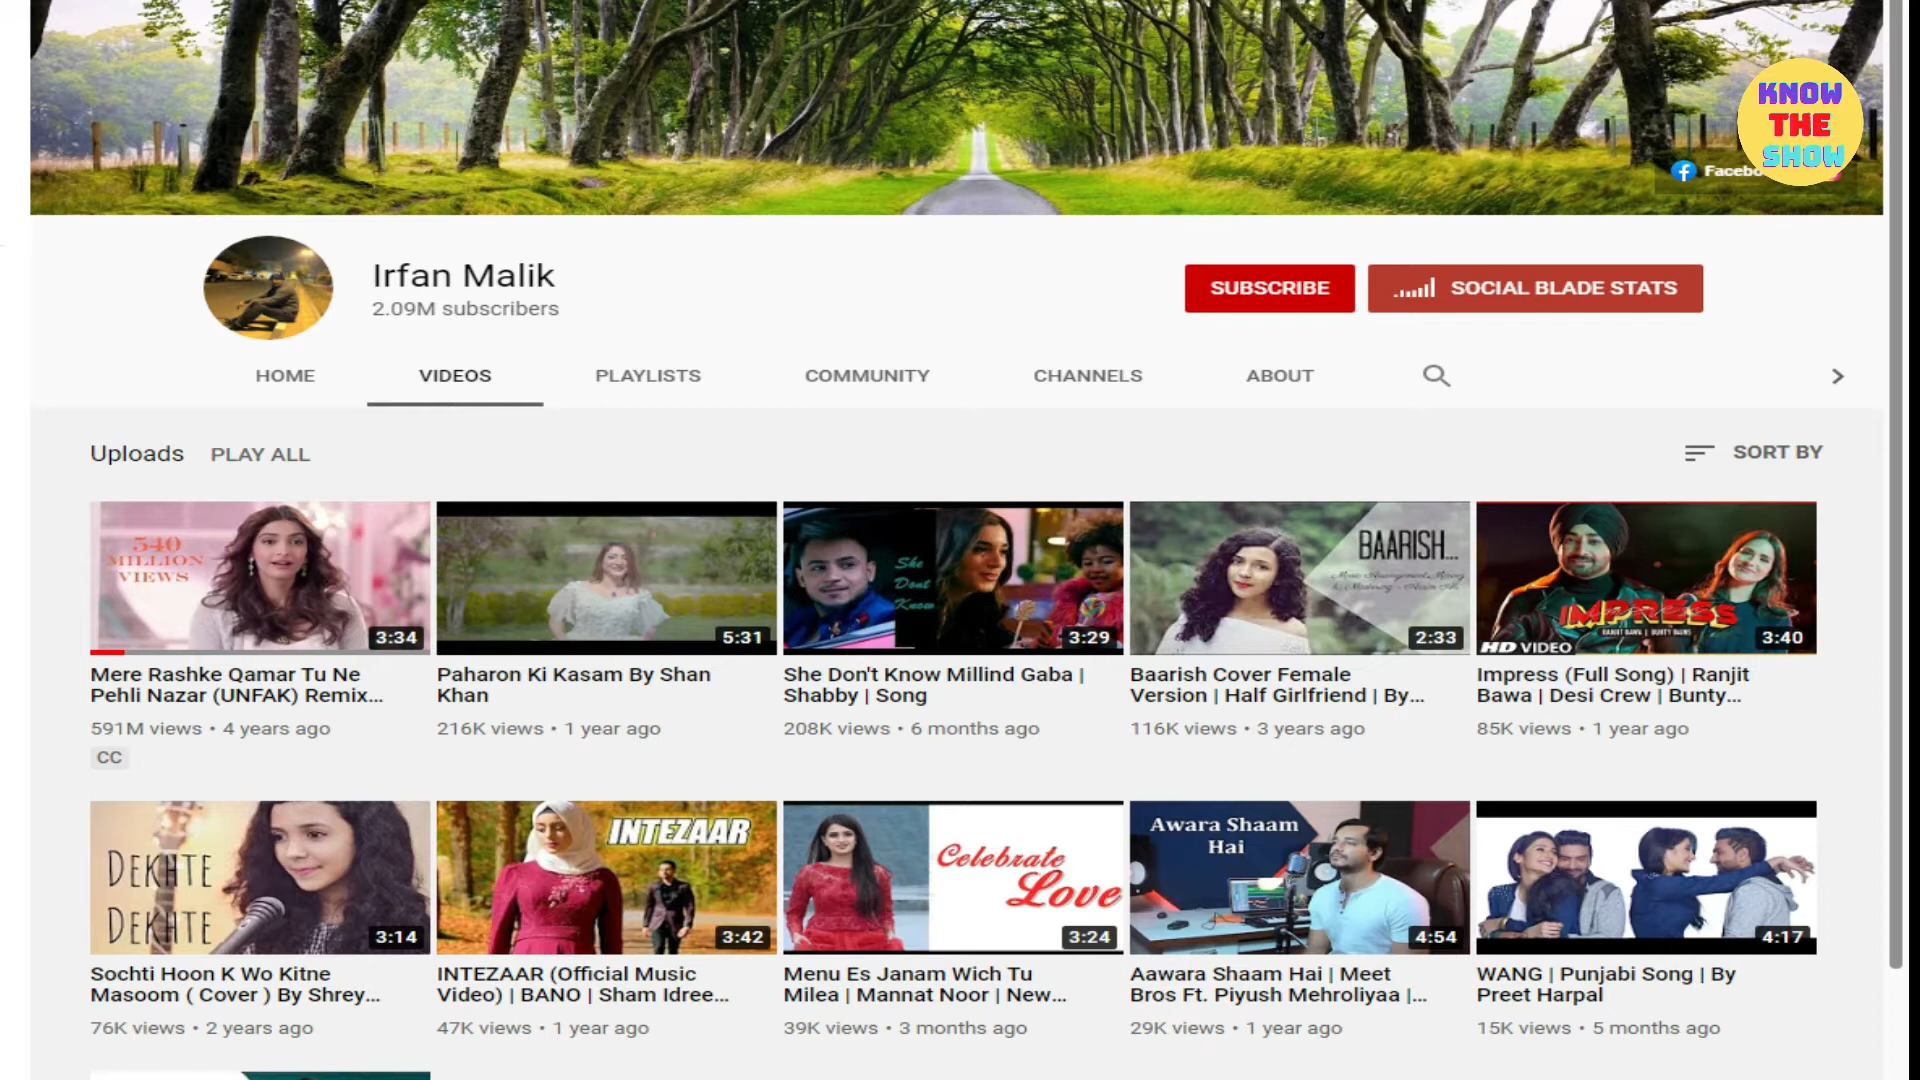 KNOW
THE
SHOW
Irfan Malik
2.09M subscribers
SUBSCRIBE
SOCIAL BLADE STATS
HOME
VIDEOS
PLAYLISTS
COMMUNITY
CHANNELS
ABOUT
Uploads
PLAY ALL
SORT BY
540
MILLION
VIEWS
3:34
Mere Rashke Qamar Tu Ne
Pehli Nazar (UNFAK) Remix...
591M views • 4 years ago
CC
5:31
Paharon Ki Kasam By Shan
Khan
216K views • 1 year ago
She
Dont
Know
3:29
She Don't Know Millind Gaba |
Shabby | Song
208K views • 6 months ago
BAARISH...
2:33
Baarish Cover Female
Version | Half Girlfriend | By...
116K views • 3 years ago
IMPRESS
RANJIT BAWA | BUNTY BAINS
HD VIDEO
3:40
Impress (Full Song) | Ranjit
Bawa | Desi Crew | Bunty...
85K views • 1 year ago
DEKHTE
DEKHTE
3:14
Sochti Hoon K Wo Kitne
Masoom ( Cover ) By Shrey...
76K views • 2 years ago
INTEZAAR
3:42
INTEZAAR (Official Music
Video) | BANO | Sham Idree...
47K views • 1 year ago
Celebrate
Love
3:24
Menu Es Janam Wich Tu
Milea | Mannat Noor | New...
39K views • 3 months ago
Awara Shaam
Hai
4:54
Aawara Shaam Hai | Meet
Bros Ft. Piyush Mehroliyaa |...
29K views • 1 year ago
4:17
WANG | Punjabi Song | By
Preet Harpal
15K views • 5 months ago